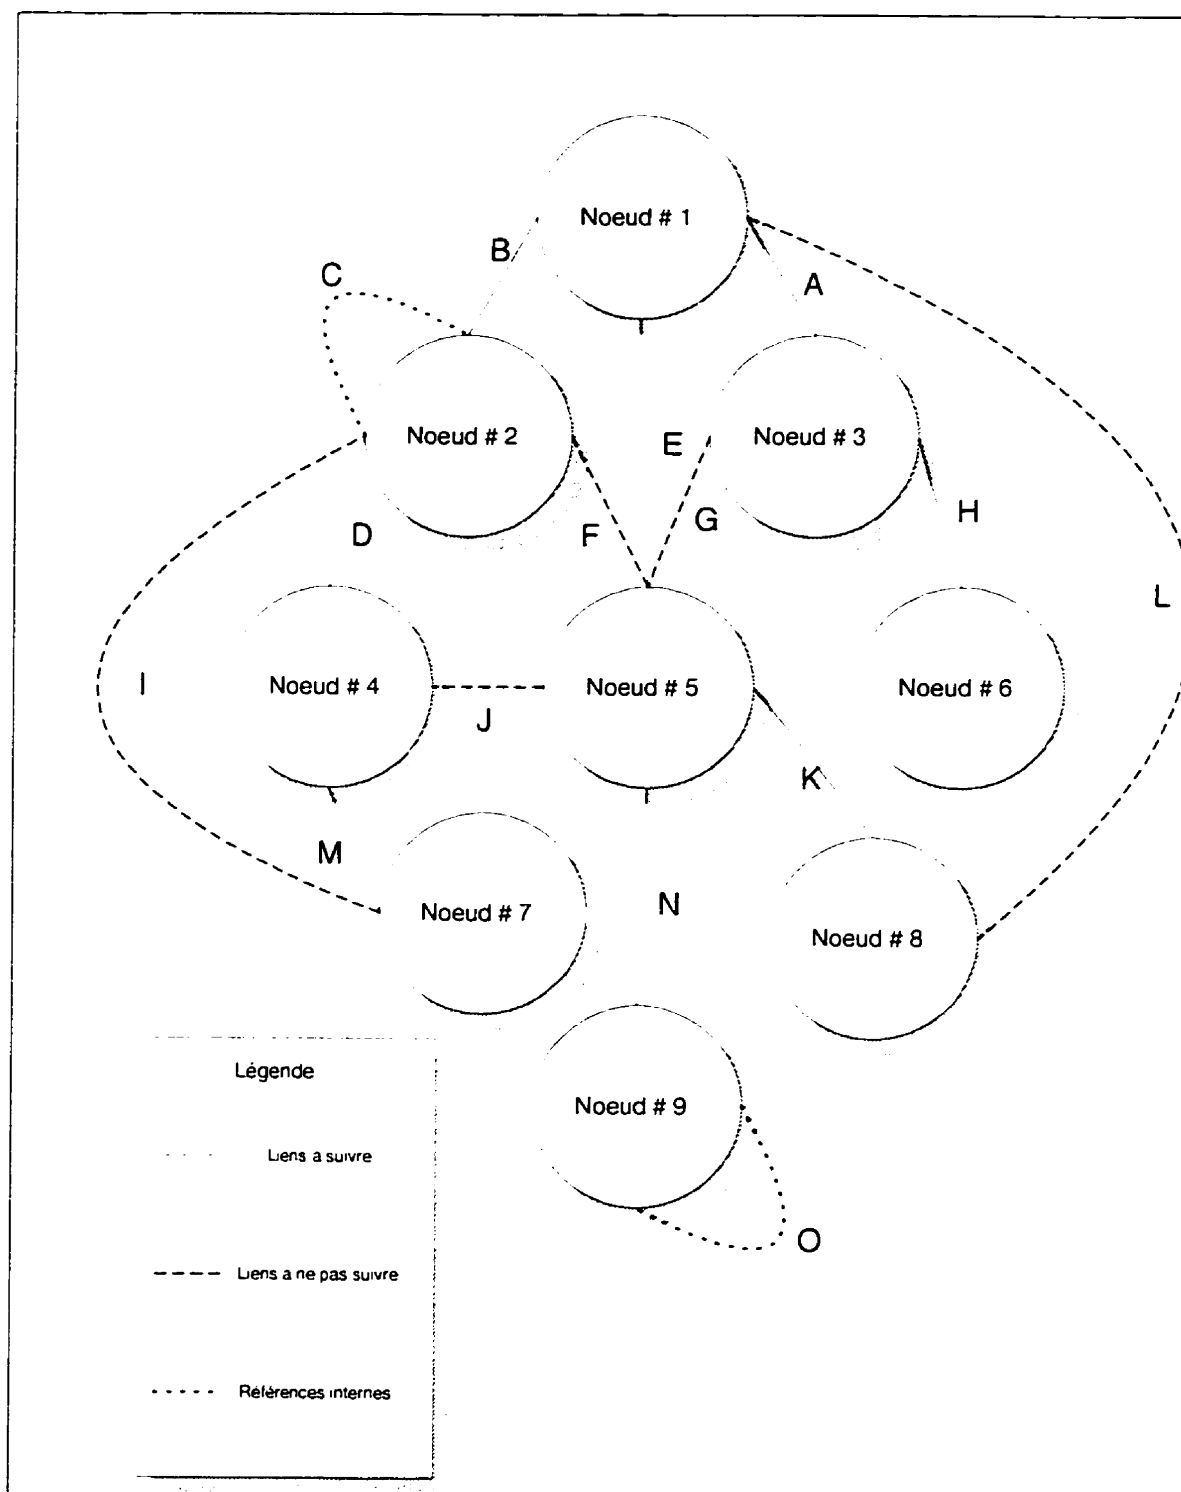 Noeud # 1
B
C
A
Noeud # 2
E
Noeud # 3
D
F
G
H
L
I
Noeud # 4
J
Noeud # 5
Noeud # 6
K
M
Noeud # 7
N
Noeud # 8
Légende
Noeud # 9
Liens a suivre
O
Liens a ne pas suivre
Références internes